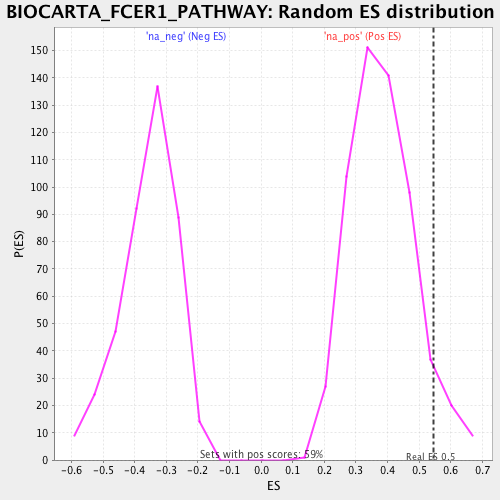 BIOCARTA_FCER1_PATHWAY: Random ES distribution
'na_neg' (Neg ES) 'na_pos' (Pos ES)
150
140
130
120
110
100
90
80
70
60
50
40
30
20
10
0
P(ES)
Sets with pos scores: 59%
Real ES 0.5
-0.6 -0.5 -0.4 -0.3 -0.2 -0.1 0.0 0.1 0.2 0.3 0.4 0.5 0.6 0.7
ES